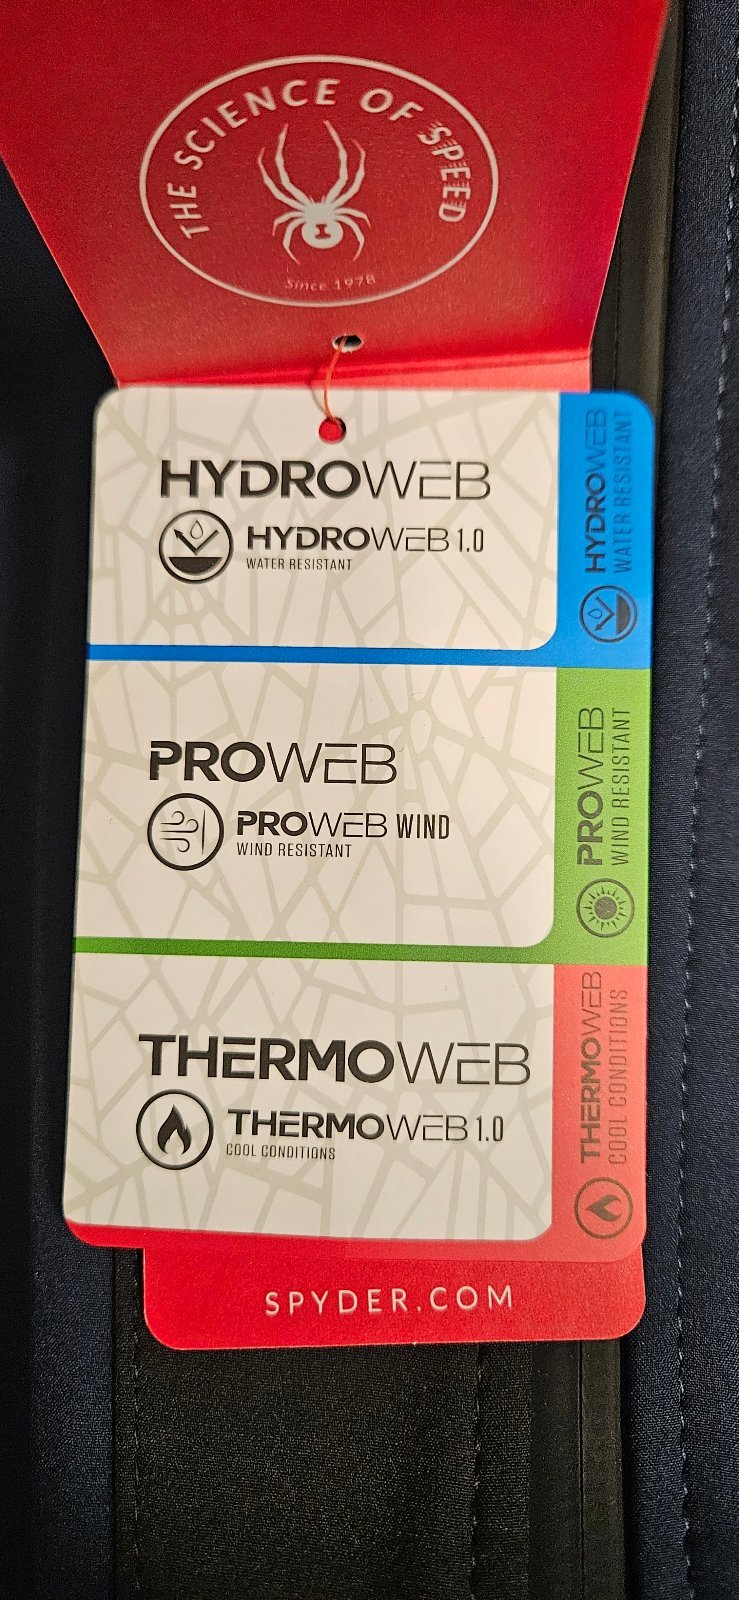 THE SCIENCE OF SPEED
Since 1978
HYDROWEB
HYDROWEB 1.0
WATER RESISTANT
HYDROWEB
WATER RESISTANT
PROWEB
PROWEB WIND
WIND RESISTANT
PROWEB
WIND RESISTANT
THERMOWEB
THERMOWEB 1.0
COOL CONDITIONS
THERMOWEB
COOL CONDITIONS
SPYDER.COM